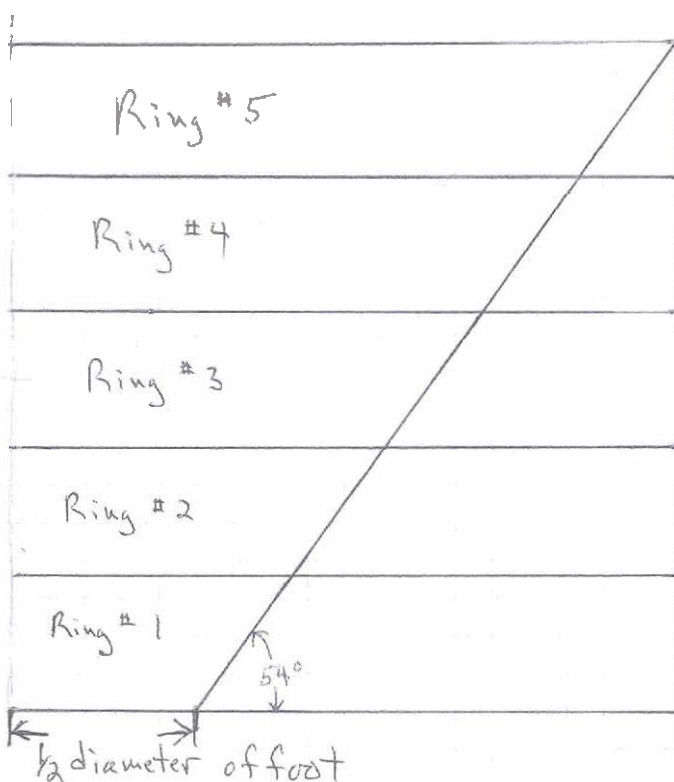 Ring #5
Ring #4
Ring #3
Ring #2
Ring #1
54°
1/2 diameter of foot